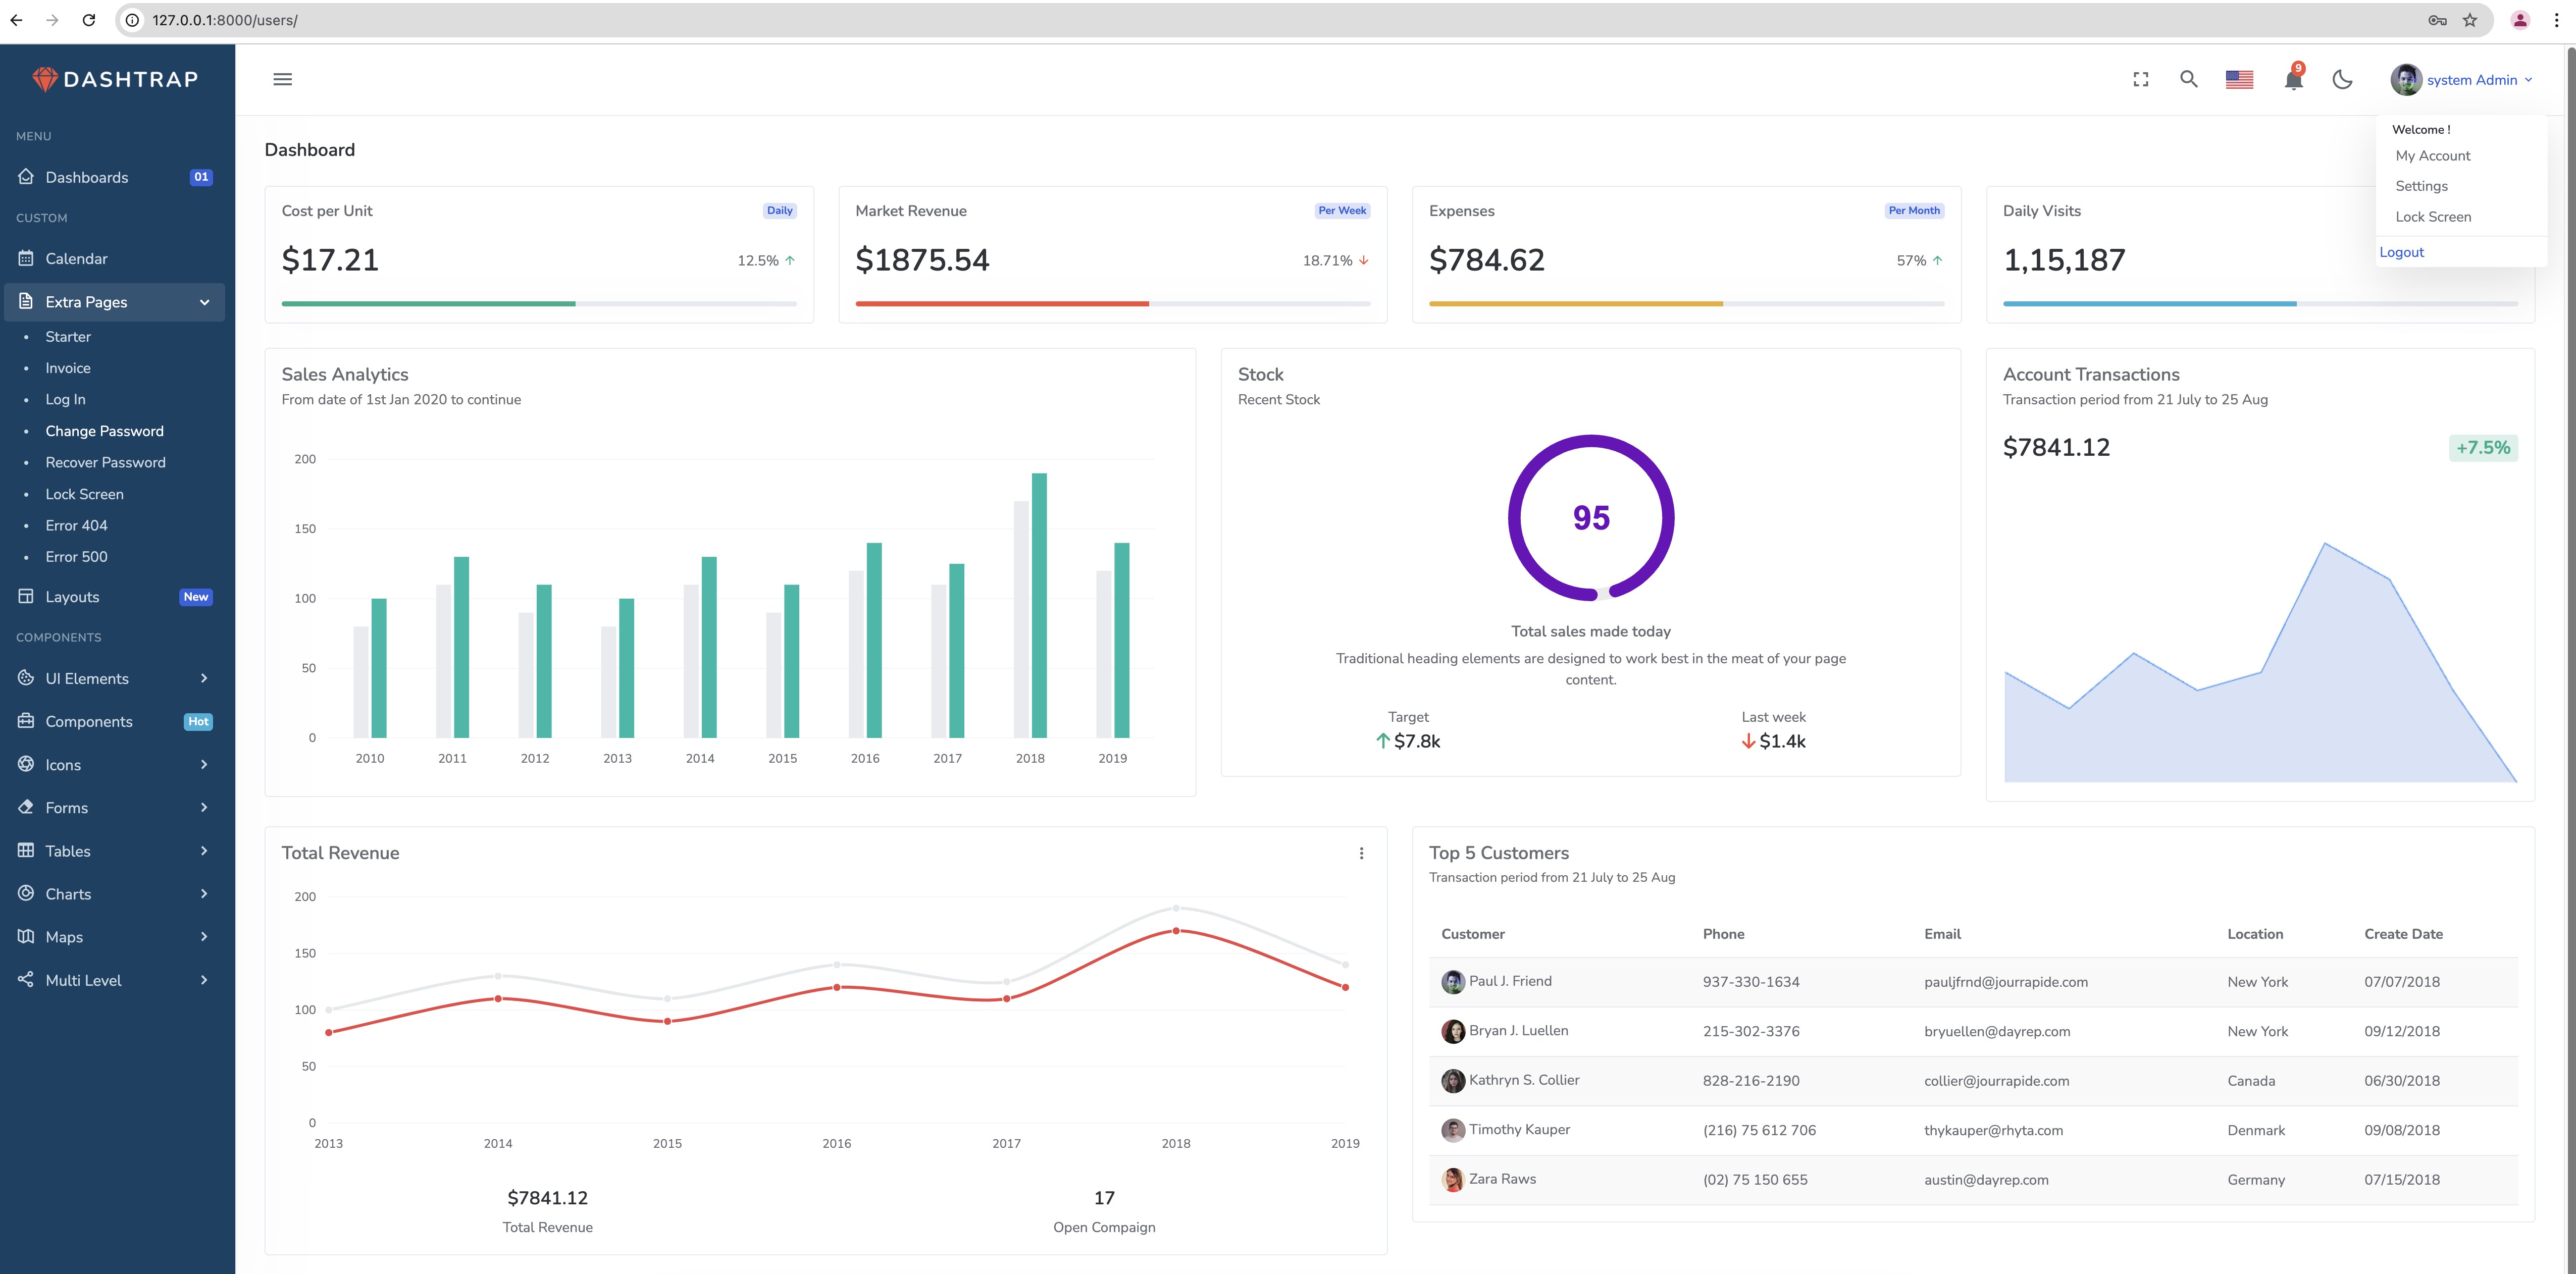 127.0.0.1:8000/users/
DASHTRAP
MENU
Dashboards 01
CUSTOM
Calendar
Extra Pages
Starter
Invoice
Log In
Change Password
Recover Password
Lock Screen
Error 404
Error 500
Layouts New
COMPONENTS
UI Elements
Components Hot
Icons
Forms
Tables
Charts
Maps
Multi Level
9
system Admin
Welcome !
My Account
Settings
Lock Screen
Logout
Dashboard
Cost per Unit Daily
$17.21 12.5%
Market Revenue Per Week
$1875.54 18.71%
Expenses Per Month
$784.62 57%
Daily Visits
1,15,187
Sales Analytics
From date of 1st Jan 2020 to continue
200
150
100
50
0
2010 2011 2012 2013 2014 2015 2016 2017 2018 2019
Stock
Recent Stock
95
Total sales made today
Traditional heading elements are designed to work best in the meat of your page
content.
Target Last week
$7.8k $1.4k
Account Transactions
Transaction period from 21 July to 25 Aug
$7841.12 +7.5%
Total Revenue
200
150
100
50
0
2013 2014 2015 2016 2017 2018 2019
$7841.12 17
Total Revenue Open Compaign
Top 5 Customers
Transaction period from 21 July to 25 Aug
Customer Phone Email Location Create Date
Paul J. Friend 937-330-1634 pauljfrnd@jourrapide.com New York 07/07/2018
Bryan J. Luellen 215-302-3376 bryuellen@dayrep.com New York 09/12/2018
Kathryn S. Collier 828-216-2190 collier@jourrapide.com Canada 06/30/2018
Timothy Kauper (216) 75 612 706 thykauper@rhyta.com Denmark 09/08/2018
Zara Raws (02) 75 150 655 austin@dayrep.com Germany 07/15/2018